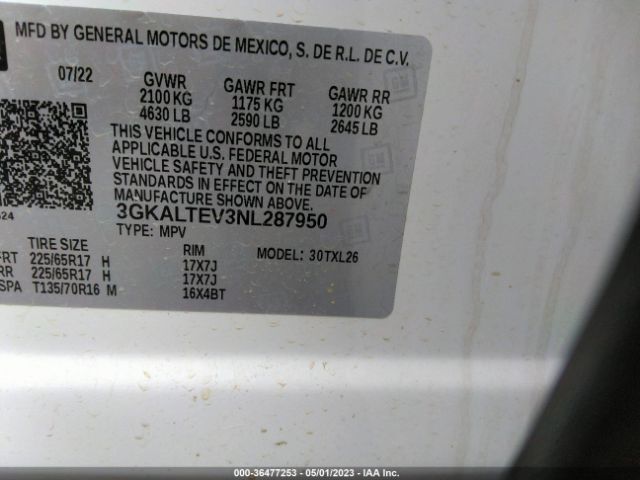 MFD BY GENERAL MOTORS DE MEXICO, S. DE R.L. DE C.V.
07/22 GVWR GAWR FRT GAWR RR
2100 KG 1175 KG 1200 KG
4630 LB 2590 LB 2645 LB
THIS VEHICLE CONFORMS TO ALL
APPLICABLE U.S. FEDERAL MOTOR
VEHICLE SAFETY AND THEFT PREVENTION
STANDARDS IN EFFECT ON THE DATE OF
MANUFACTURE SHOWN ABOVE.
3GKALTEV3NL287950
TYPE: MPV
TIRE SIZE RIM MODEL: 30TXL26
FRT 225/65R17 H 17X7J
RR 225/65R17 H 17X7J
SPA T135/70R16 M 16X4BT
000-36477253 - 05/01/2023 - IAA Inc.